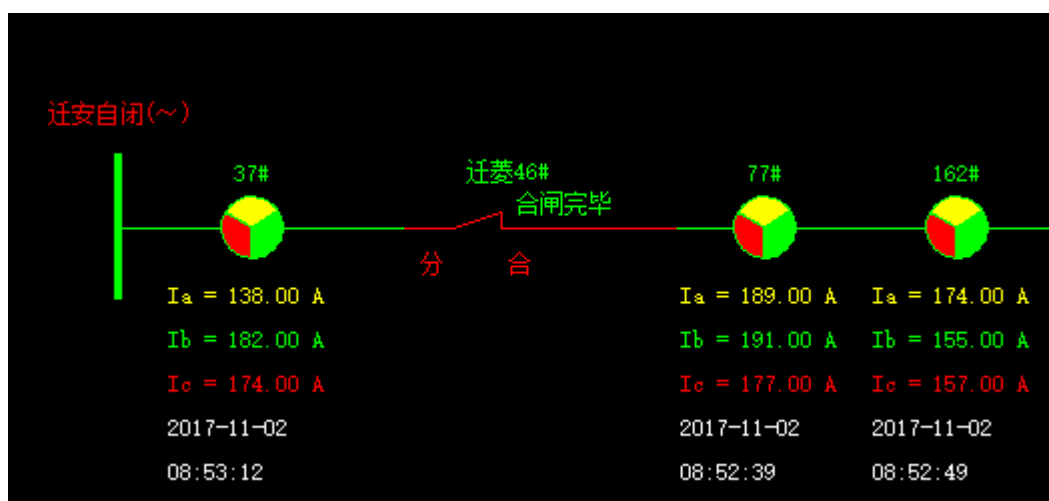 迁安自闭(～)
37#
迁菱46#
77#
162#
合闸完毕
分 合
Ia = 138.00 A
Ia = 189.00 A
Ia = 174.00 A
Ib = 182.00 A
Ib = 191.00 A
Ib = 155.00 A
Ic = 174.00 A
Ic = 177.00 A
Ic = 157.00 A
2017-11-02
2017-11-02
2017-11-02
08:53:12
08:52:39
08:52:49